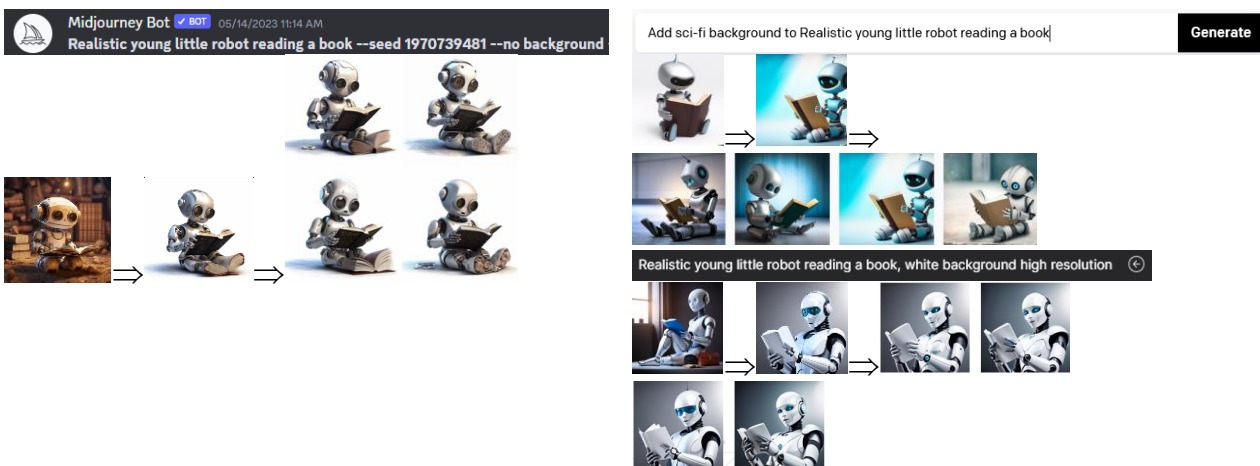 Midjourney Bot ✓ BOT 05/14/2023 11:14 AM
Realistic young little robot reading a book --seed 1970739481 --no background
Add sci-fi background to Realistic young little robot reading a book
Generate
Realistic young little robot reading a book, white background high resolution